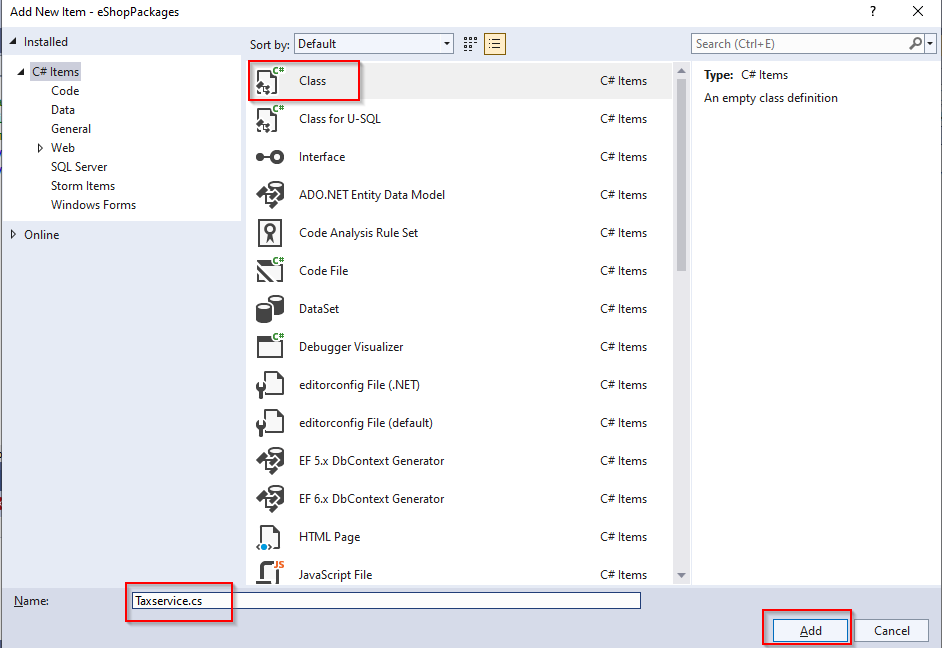 Add New Item - eShopPackages ?
Installed
Sort by: Default
Search (Ctrl+E)
C# Items
Code
Data
General
Web
SQL Server
Storm Items
Windows Forms
Online
C# Class C# Items
C# Class for U-SQL C# Items
Interface C# Items
ADO.NET Entity Data Model C# Items
Code Analysis Rule Set C# Items
C# Code File C# Items
DataSet C# Items
C# Debugger Visualizer C# Items
editorconfig File (.NET) C# Items
editorconfig File (default) C# Items
EF 5.x DbContext Generator C# Items
EF 6.x DbContext Generator C# Items
HTML Page C# Items
JS JavaScript File C# Items
Type: C# Items
An empty class definition
Name: Taxservice.cs
Add Cancel